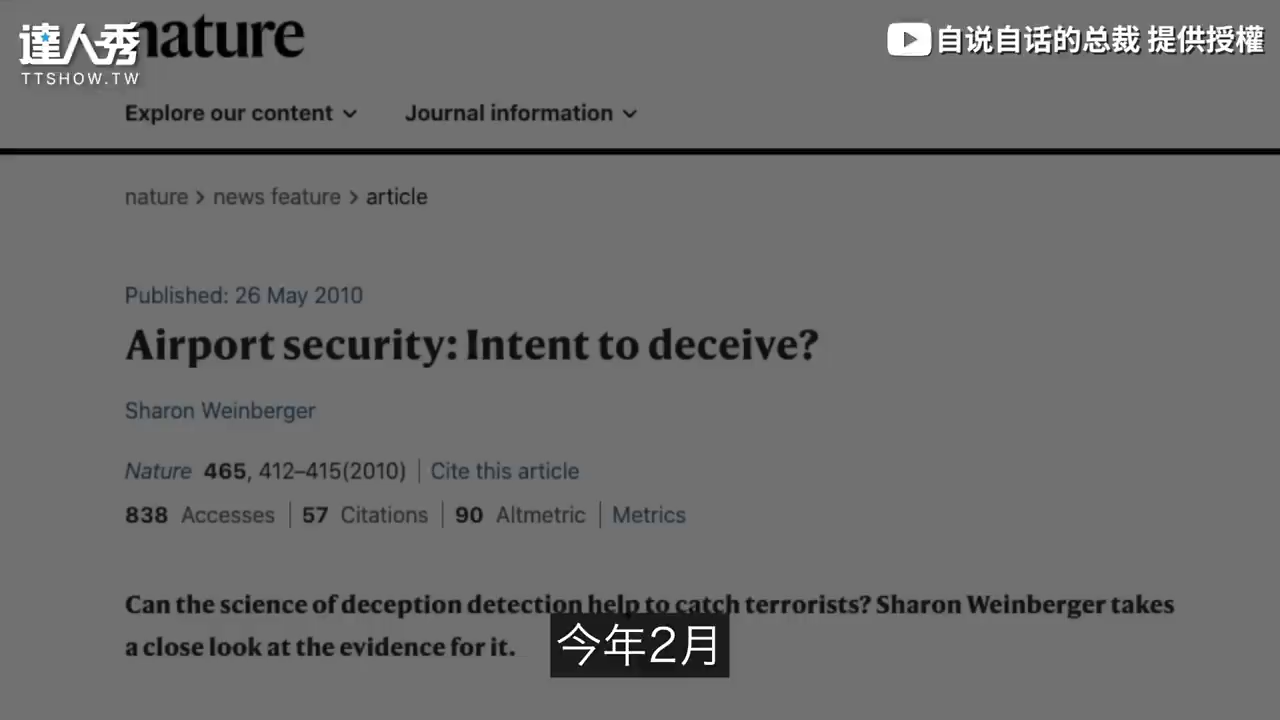 達人秀
TTSHOW.TW
nature
自说自话的总裁 提供授權
Explore our content
Journal information
nature > news feature > article
Published: 26 May 2010
Airport security: Intent to deceive?
Sharon Weinberger
Nature 465, 412–415(2010) | Cite this article
838 Accesses | 57 Citations | 90 Altmetric | Metrics
Can the science of deception detection help to catch terrorists? Sharon Weinberger takes
a close look at the evidence for it.
今年2月